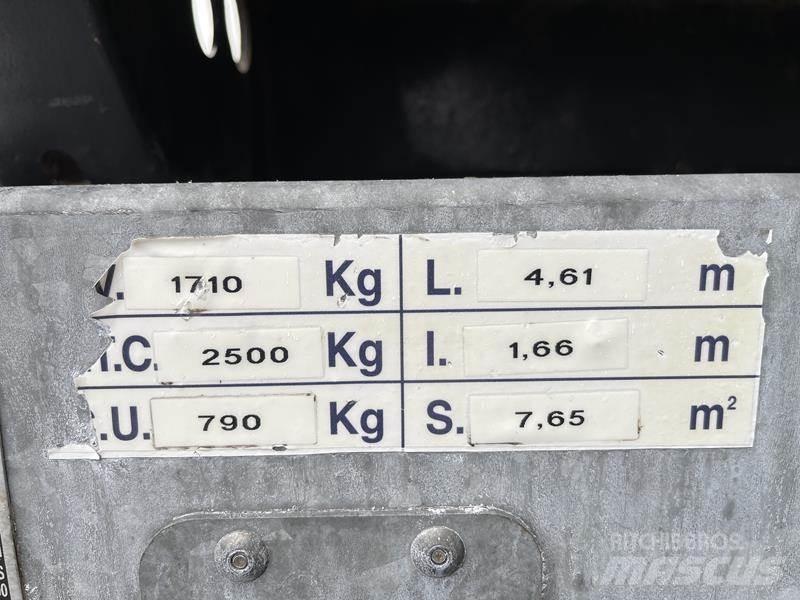 V. 1710 Kg L. 4,61 m
T.C. 2500 Kg l. 1,66 m
.U. 790 Kg S. 7,65 m²
RITCHIE BROS.
mascus